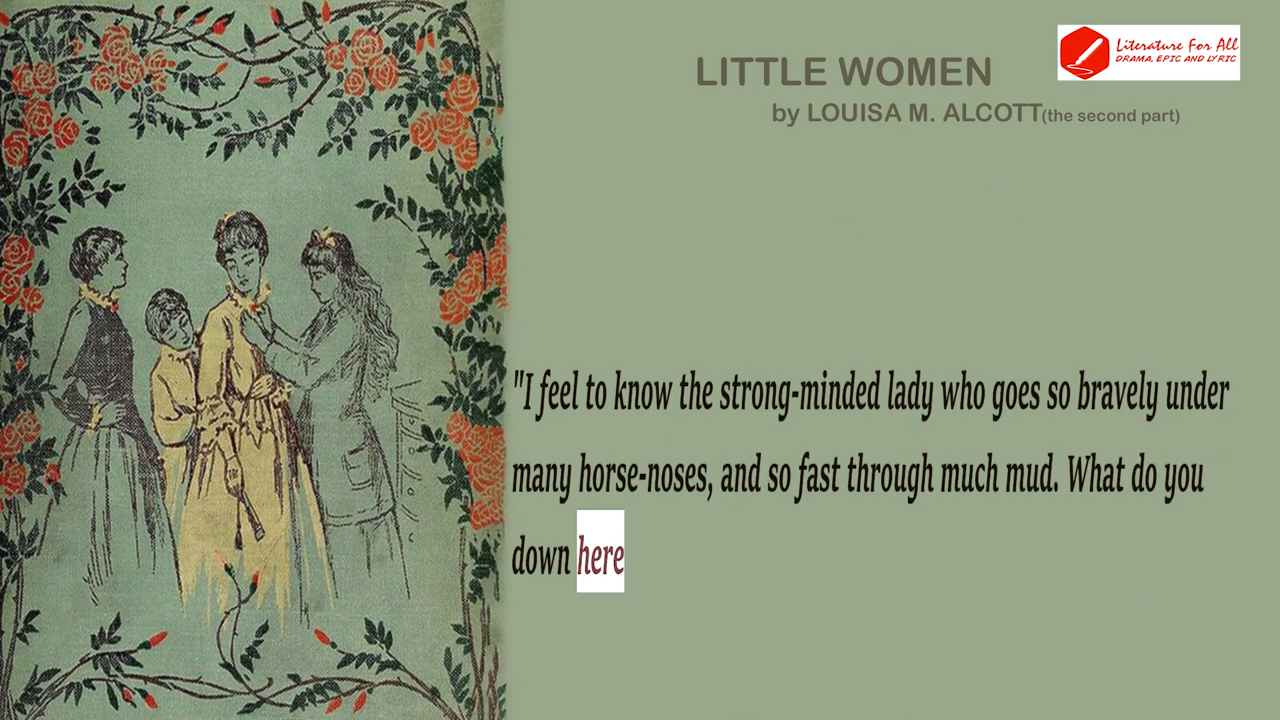 LITTLE WOMEN
by LOUISA M. ALCOTT(the second part)
Literature For All
DRAMA, EPIC AND LYRIC
"I feel to know the strong-minded lady who goes so bravely under
many horse-noses, and so fast through much mud. What do you
down here